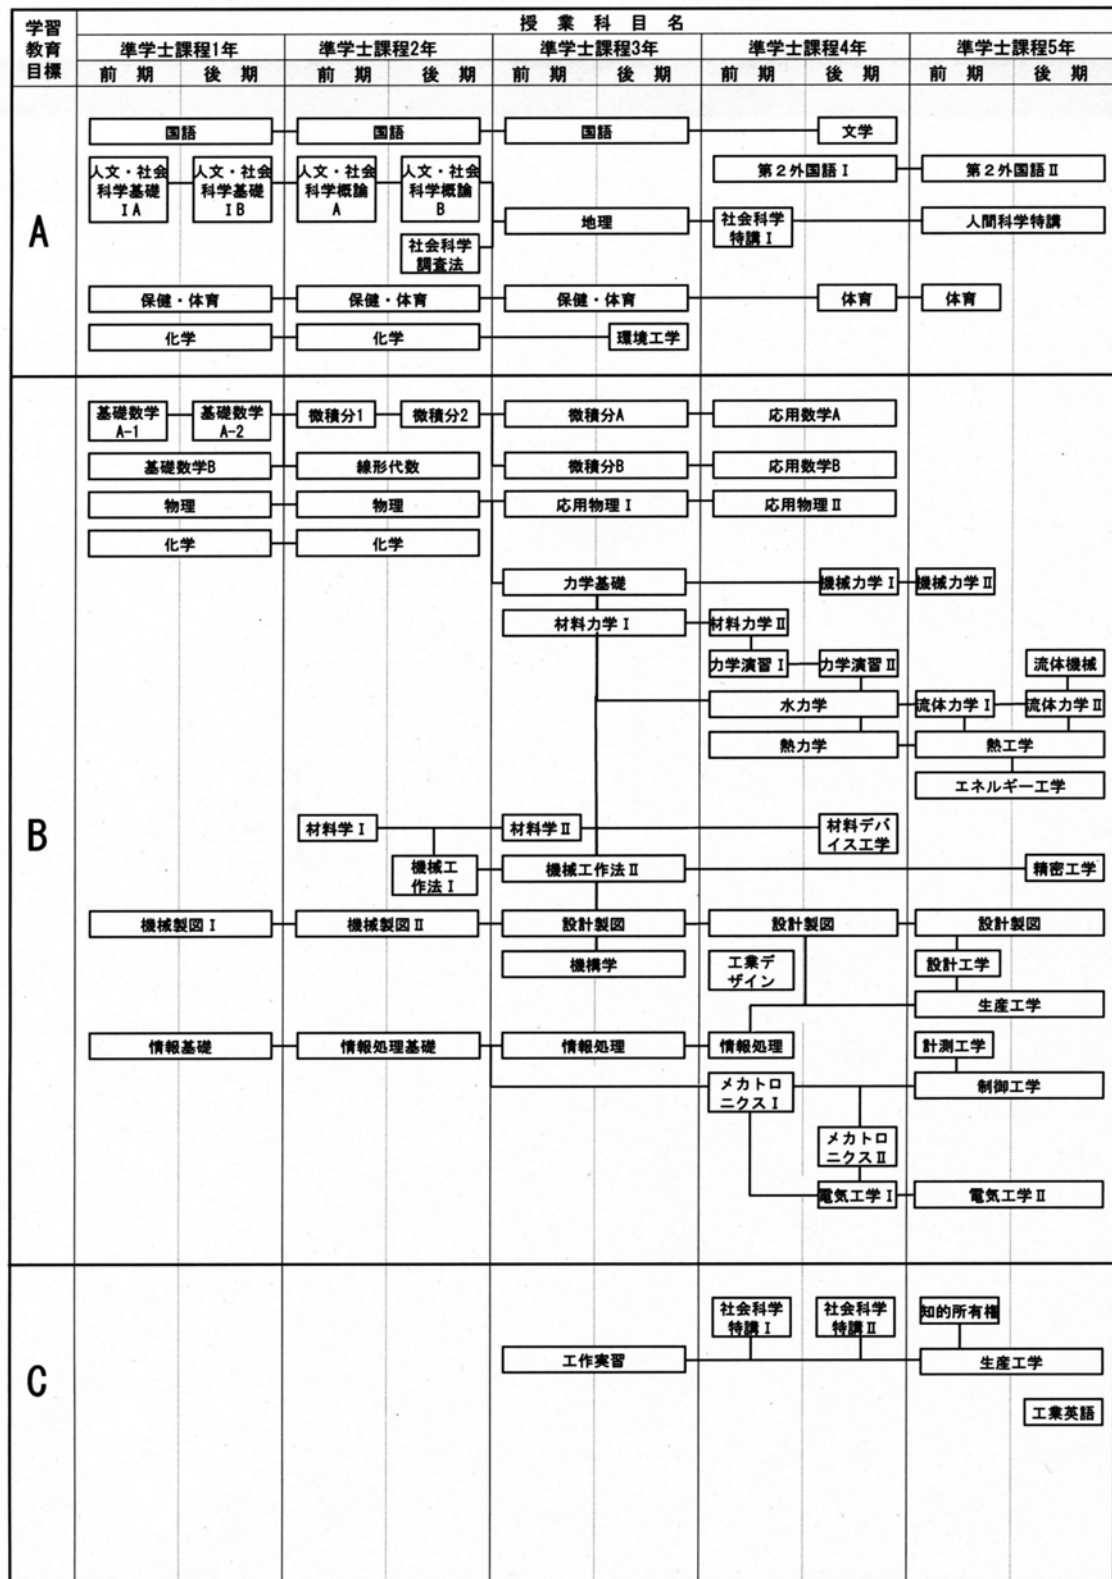 学習
教育
目標
授 業 科 目 名
準学士課程1年 準学士課程2年 準学士課程3年 準学士課程4年 準学士課程5年
前 期 後 期 前 期 後 期 前 期 後 期 前 期 後 期 前 期 後 期
A
国語 国語 国語 文学
人文・社会
科学基礎
I A
人文・社会
科学基礎
I B
人文・社会
科学概論
A
人文・社会
科学概論
B
第2外国語Ⅰ 第2外国語Ⅱ
地理
社会科学
特講Ⅰ
人間科学特講
社会科学
調査法
保健・体育 保健・体育 保健・体育 体育 体育
化学 化学 環境工学
B
基礎数学
A-1
基礎数学
A-2
微積分1 微積分2 微積分A 応用数学A
基礎数学B 線形代数 微積分B 応用数学B
物理 物理 応用物理Ⅰ 応用物理Ⅱ
化学 化学
力学基礎 機械力学Ⅰ 機械力学Ⅱ
材料力学Ⅰ 材料力学Ⅱ
力学演習Ⅰ 力学演習Ⅱ 流体機械
水力学 流体力学Ⅰ 流体力学Ⅱ
熱力学 熱工学
エネルギー工学
材料学Ⅰ 材料学Ⅱ
材料デバ
イス工学
機械工
作法Ⅰ
機械工作法Ⅱ 精密工学
機械製図Ⅰ 機械製図Ⅱ 設計製図 設計製図 設計製図
機構学
工業デ
ザイン
設計工学
生産工学
情報基礎 情報処理基礎 情報処理 情報処理 計測工学
メカトロ
ニクスⅠ
制御工学
メカトロ
ニクスⅡ
電気工学Ⅰ 電気工学Ⅱ
C
社会科学
特講Ⅰ
社会科学
特講Ⅱ
知的所有権
工作実習 生産工学
工業英語